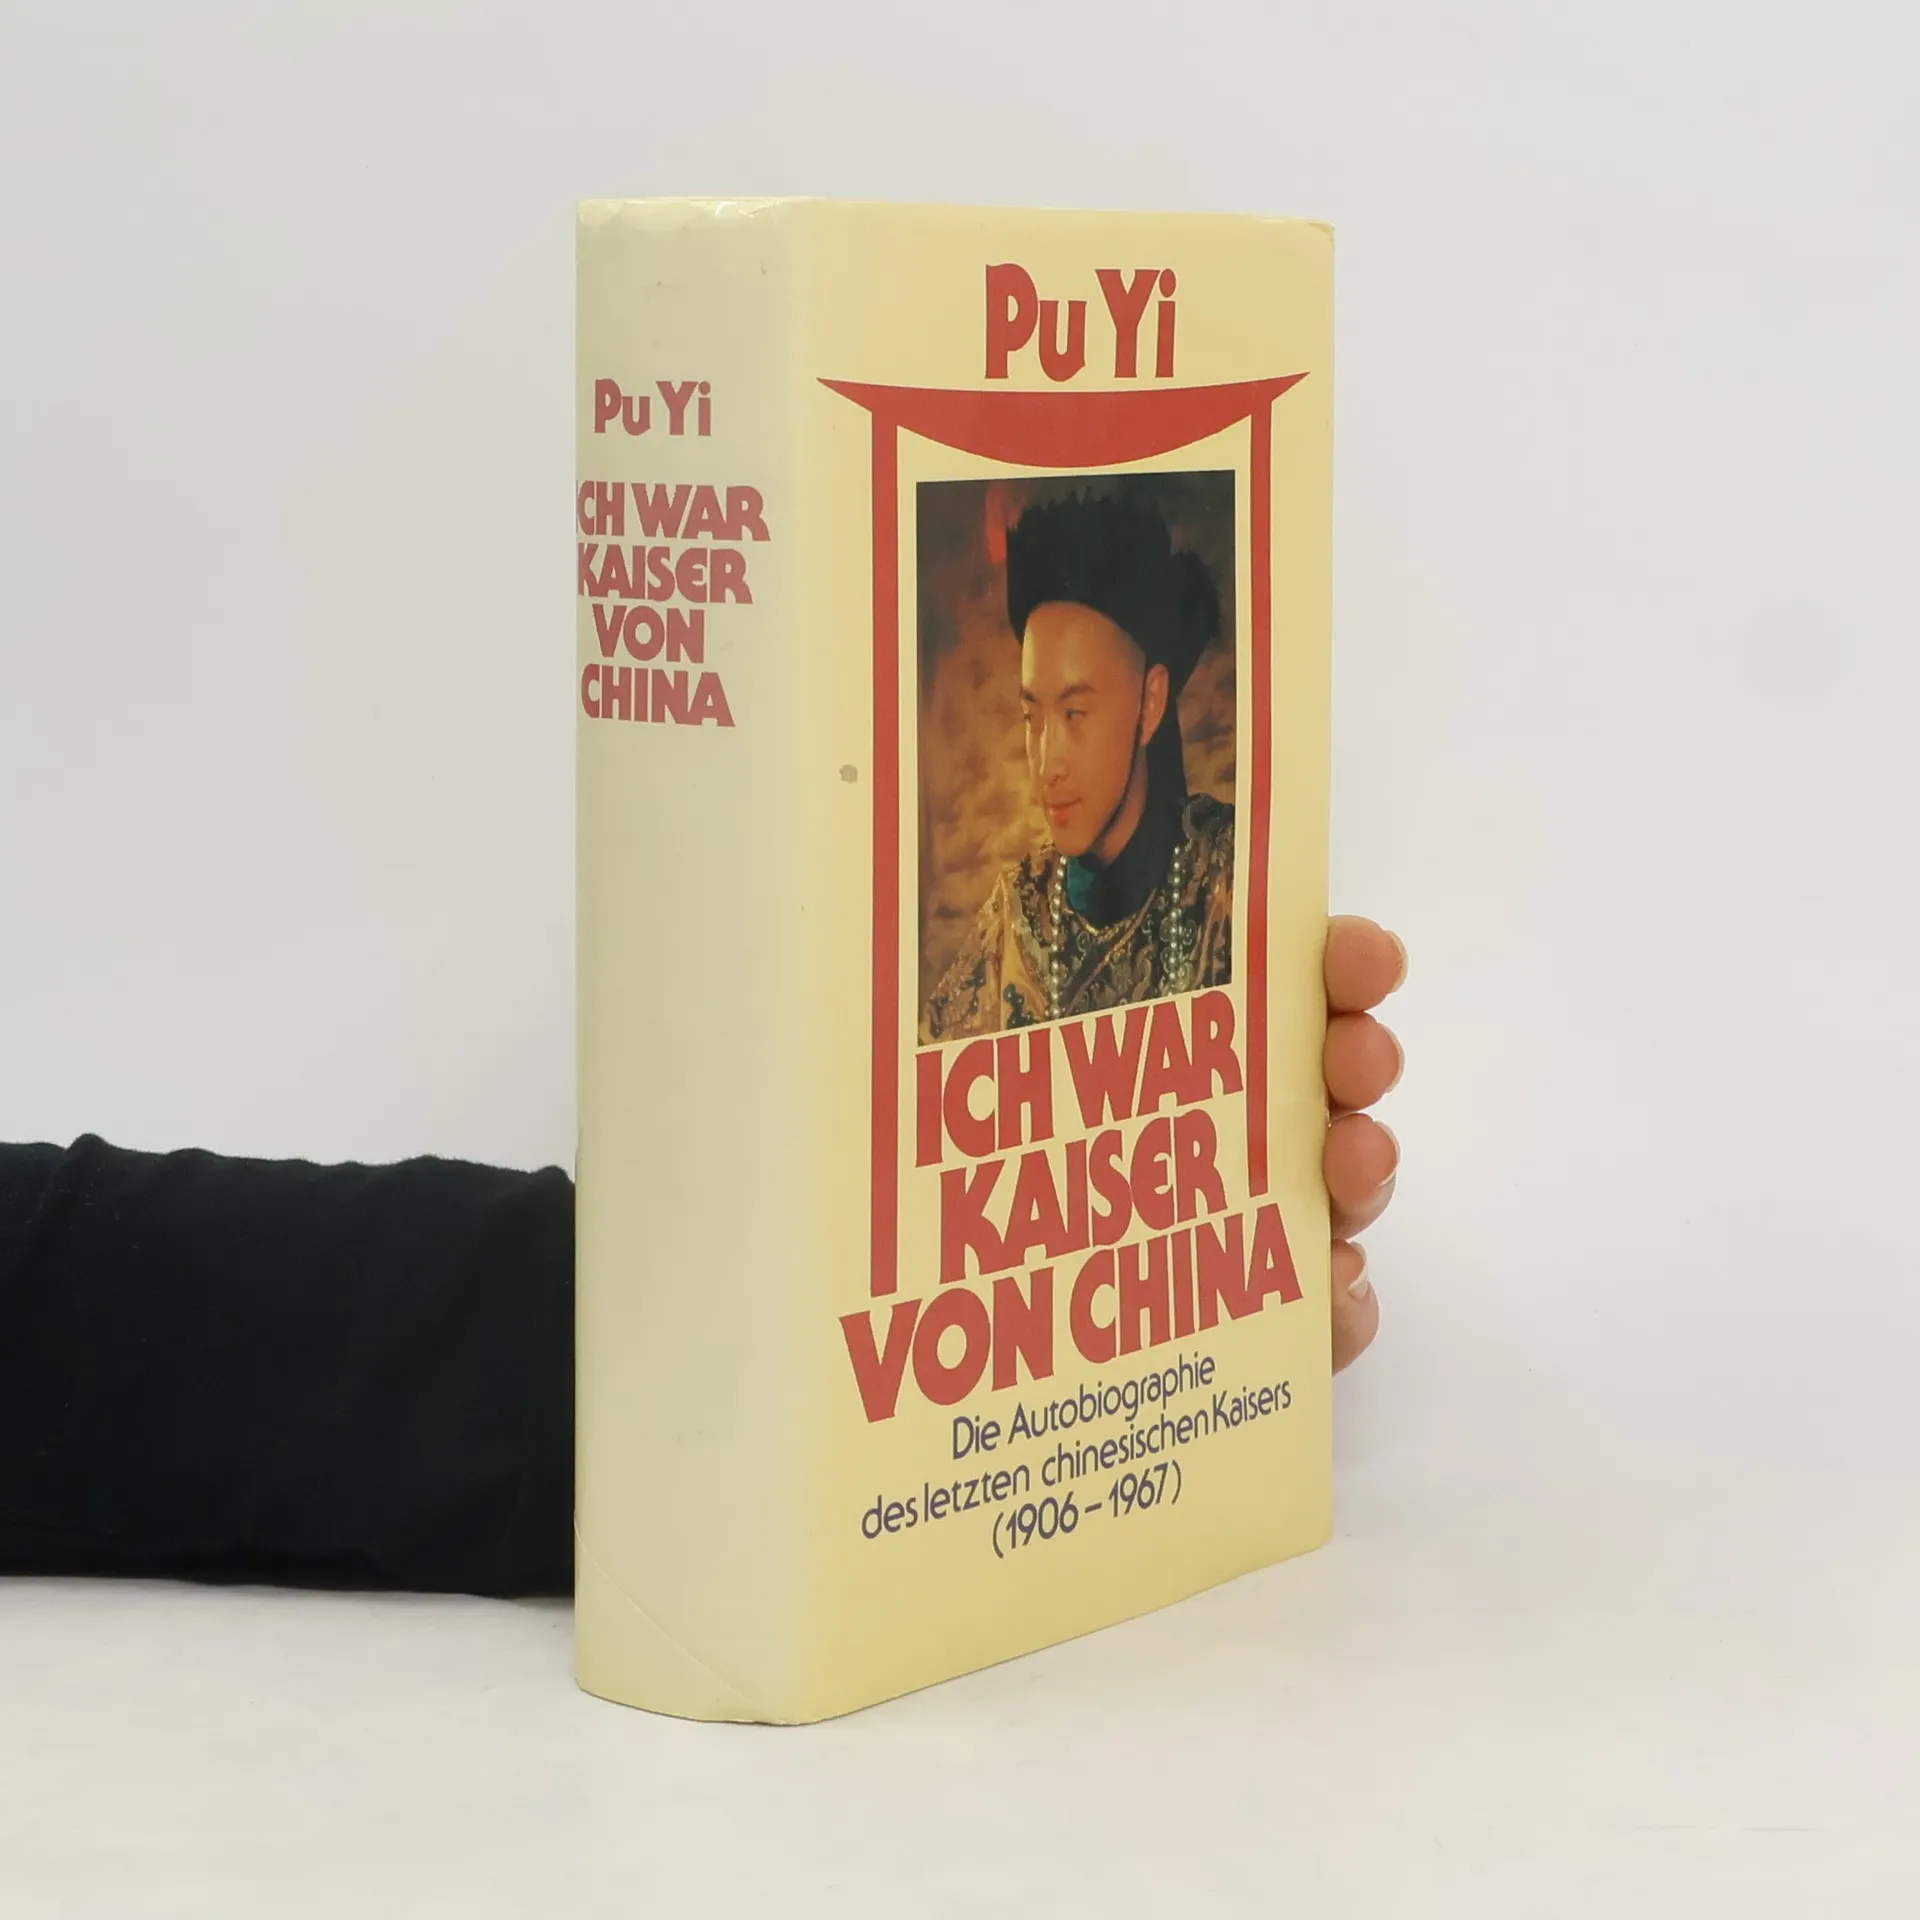 Pu Yi
ICH WAR
KAISER
VON
CHINA
Pu Yi
ICH WAR
KAISER
VON CHINA
Die Autobiographie
des letzten chinesischen Kaisers
(1906–1967)